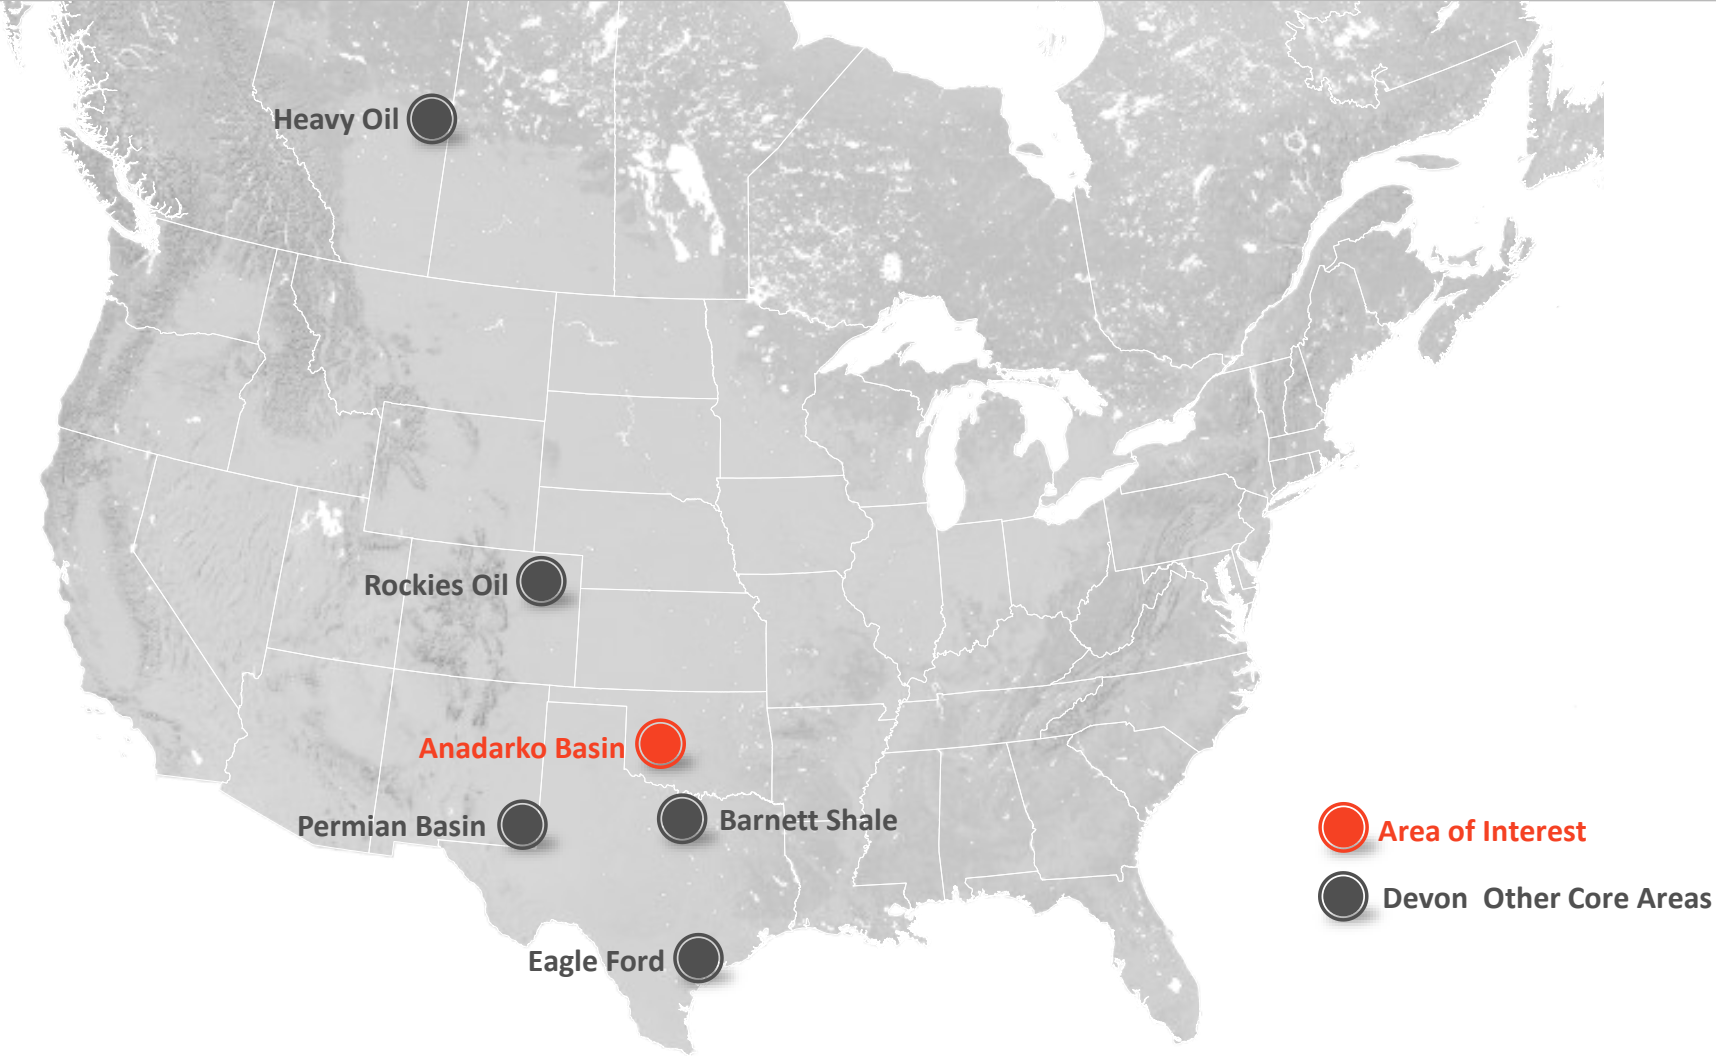 Heavy Oil
Rockies Oil
Anadarko Basin
Permian Basin
Barnett Shale
Eagle Ford
Area of Interest
Devon  Other Core Areas